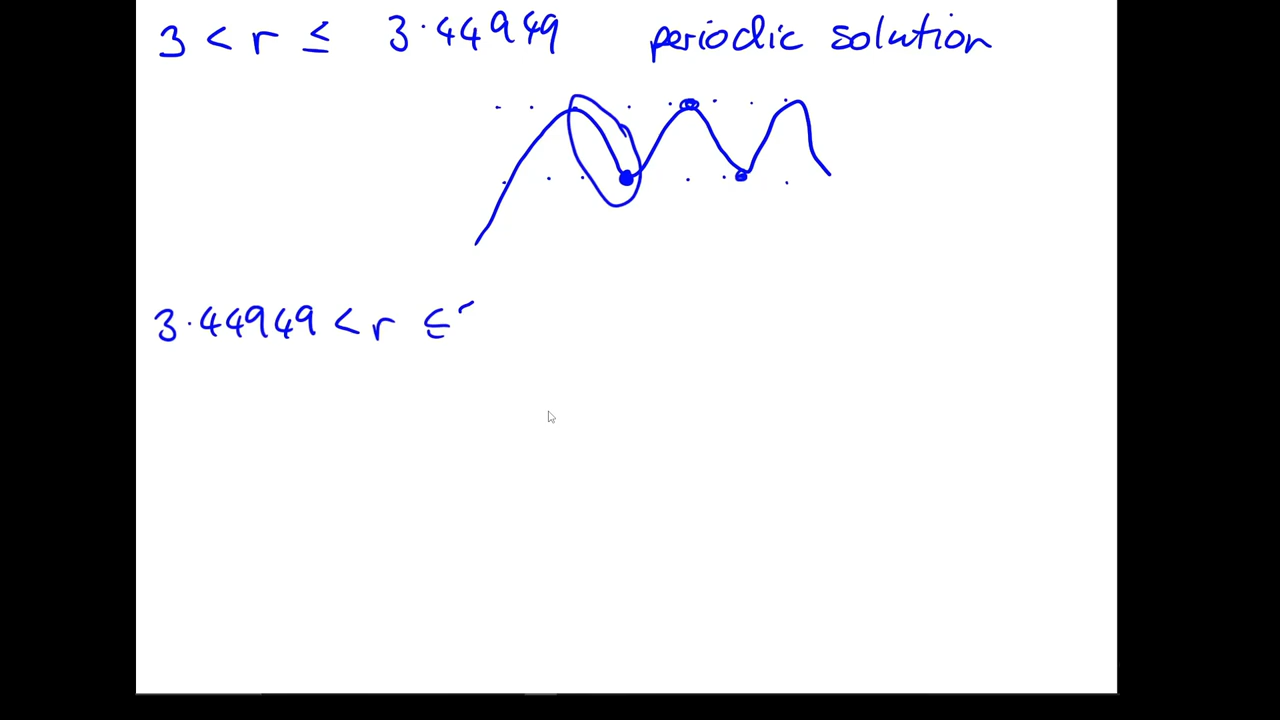 3 < r ≤ 3.44949 periodic solution
3.44949 < r ≤